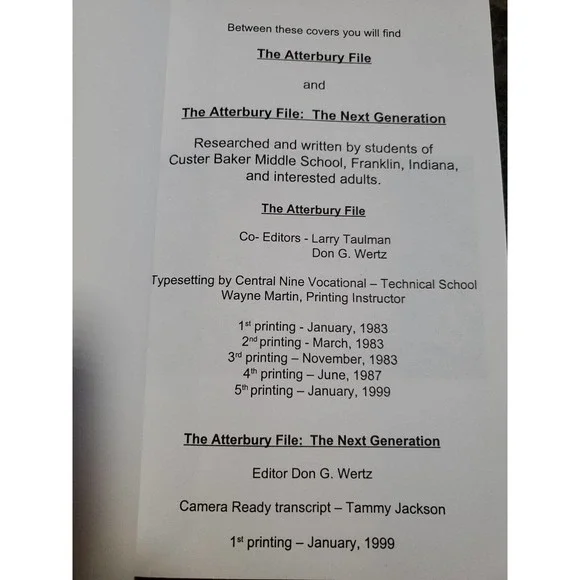 Between these covers you will find
The Atterbury File
and
The Atterbury File: The Next Generation
Researched and written by students of
Custer Baker Middle School, Franklin, Indiana,
and interested adults.
The Atterbury File
Co- Editors - Larry Taulman
Don G. Wertz
Typesetting by Central Nine Vocational – Technical School
Wayne Martin, Printing Instructor
1st printing - January, 1983
2nd printing - March, 1983
3rd printing – November, 1983
4th printing – June, 1987
5th printing – January, 1999
The Atterbury File: The Next Generation
Editor Don G. Wertz
Camera Ready transcript – Tammy Jackson
1st printing – January, 1999